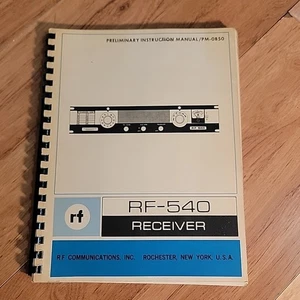 PRELIMINARY INSTRUCTION MANUAL/PM-0850
rf
RF-540
RECEIVER
RF COMMUNICATIONS, INC. ROCHESTER, NEW YORK, U.S.A.